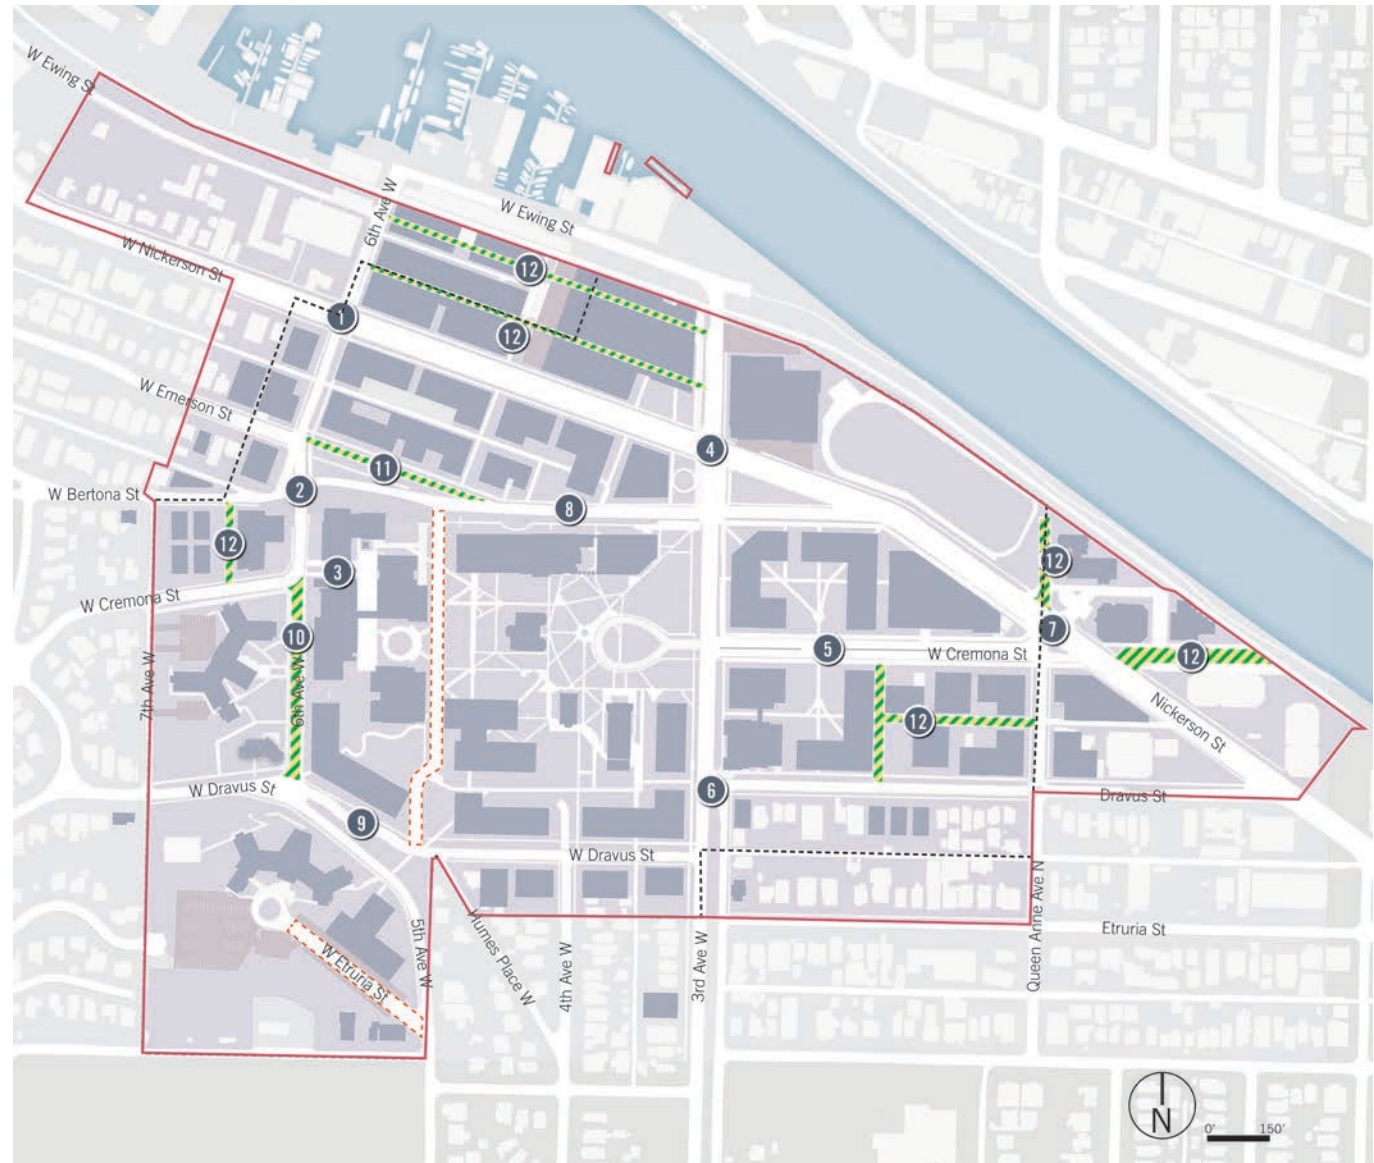 W Ewing St
6th Ave W
W Ewing St
W Nickerson St
12
1
12
W Emerson St
4
11
W Bertona St
2
8
12
3
12
W Cremona St
10
7
5
W Cremona St
12
7th Ave W
6th Ave W
12
Nickerson St
W Dravus St
6
Dravus St
9
W Dravus St
Queen Anne Ave N
5th Ave W
Humes Place W
4th Ave W
3rd Ave W
Etruria St
W Etruria St
N
0' 150'